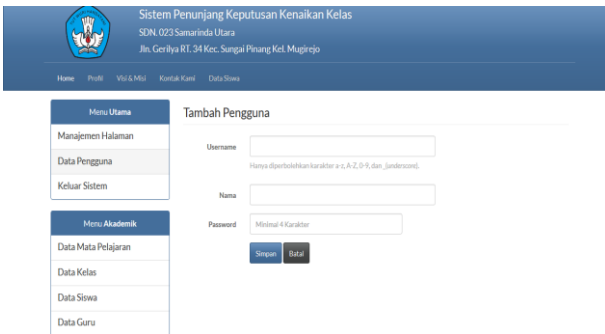 Sistem Penunjang Keputusan Kenaikan Kelas
SDN. 023 Samarinda Utara
Jln. Gerilya RT. 34 Kec. Sungai Pinang Kel. Mugirejo
Home Profil Visi & Misi Kontak Kami Data Siswa
Menu Utama
Manajemen Halaman
Data Pengguna
Keluar Sistem
Menu Akademik
Data Mata Pelajaran
Data Kelas
Data Siswa
Data Guru
Tambah Pengguna
Username
Hanya diperbolehkan karakter a-z, A-Z, 0-9, dan _(underscore).
Nama
Password Minimal 4 Karakter
Simpan Batal